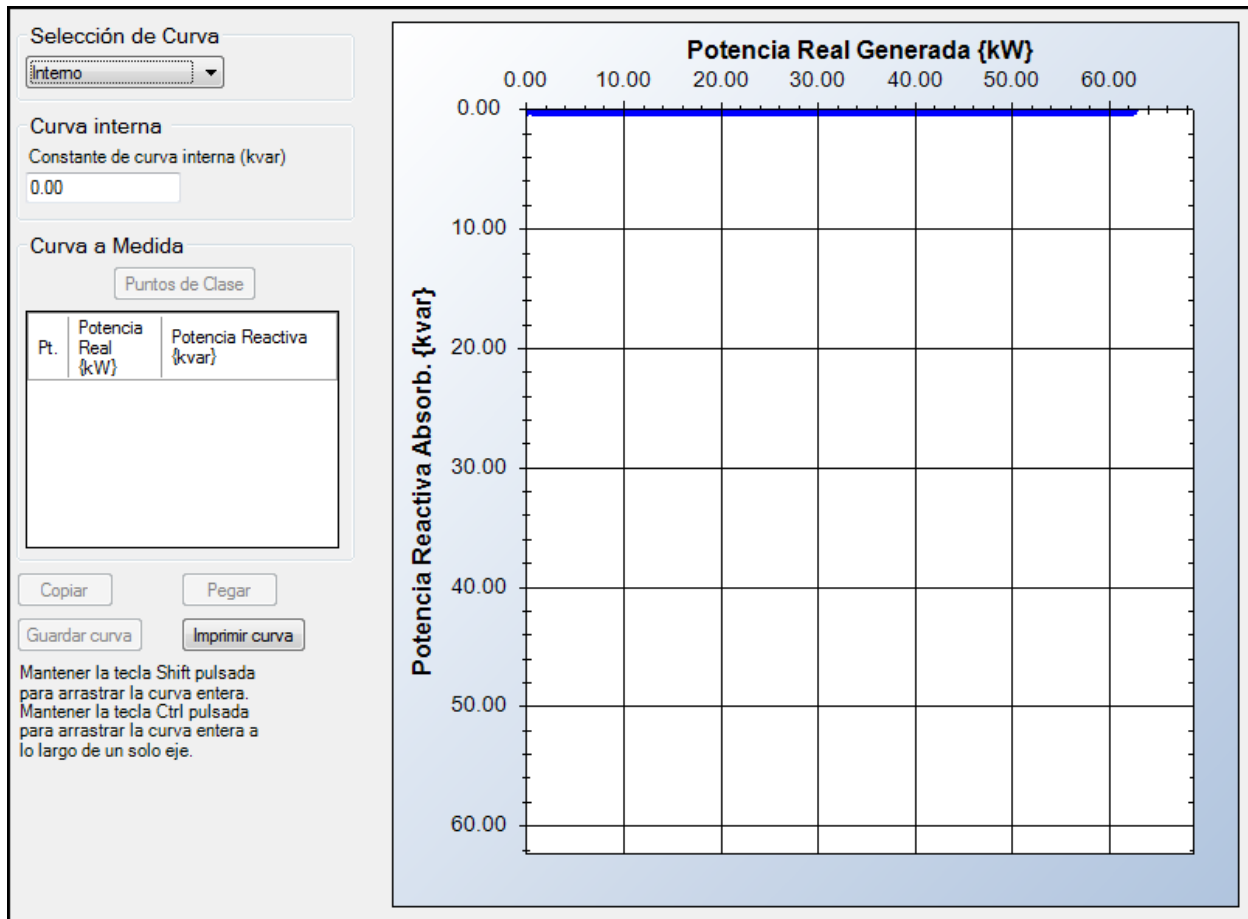 Selección de Curva
Interno
Curva interna
Constante de curva interna (kvar)
0.00
Curva a Medida
Puntos de Clase
Pt.
Potencia
Real
{kW}
Potencia Reactiva
{kvar}
Copiar
Pegar
Guardar curva
Imprimir curva
Mantener la tecla Shift pulsada
para arrastrar la curva entera.
Mantener la tecla Ctrl pulsada
para arrastrar la curva entera a
lo largo de un solo eje.
Potencia Real Generada {kW}
0.00 10.00 20.00 30.00 40.00 50.00 60.00
Potencia Reactiva Absorb. {kvar}
0.00
10.00
20.00
30.00
40.00
50.00
60.00